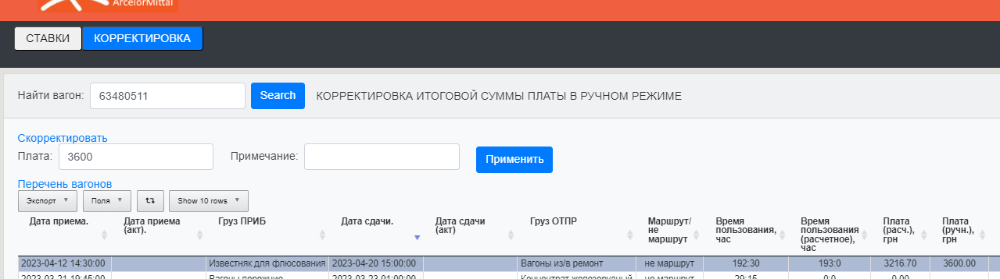 ArcelorMittal
СТАВКИ КОРРЕКТИРОВКА
Найти вагон: 63480511 Search КОРРЕКТИРОВКА ИТОГОВОЙ СУММЫ ПЛАТЫ В РУЧНОМ РЕЖИМЕ
Скорректировать
Плата: 3600 Примечание: Применить
Перечень вагонов
Экспорт Поля Show 10 rows
Дата приема. Дата приема (акт). Груз ПРИБ Дата сдачи. Дата сдачи (акт) Груз ОТПР Маршрут/ не маршрут Время пользования, час Время пользования (расчетное), час Плата (расч.), грн Плата (ручн.), грн
2023-04-12 14:30:00 Известняк для флюсования 2023-04-20 15:00:00 Вагоны из/в ремонт не маршрут 192:30 193:0 3216.70 3600.00
2023-03-21 19:45:00 Вагоны порожние 2023-03-23 01:00:00 Концентрат железорудный не маршрут 29:15 0:0 0.00